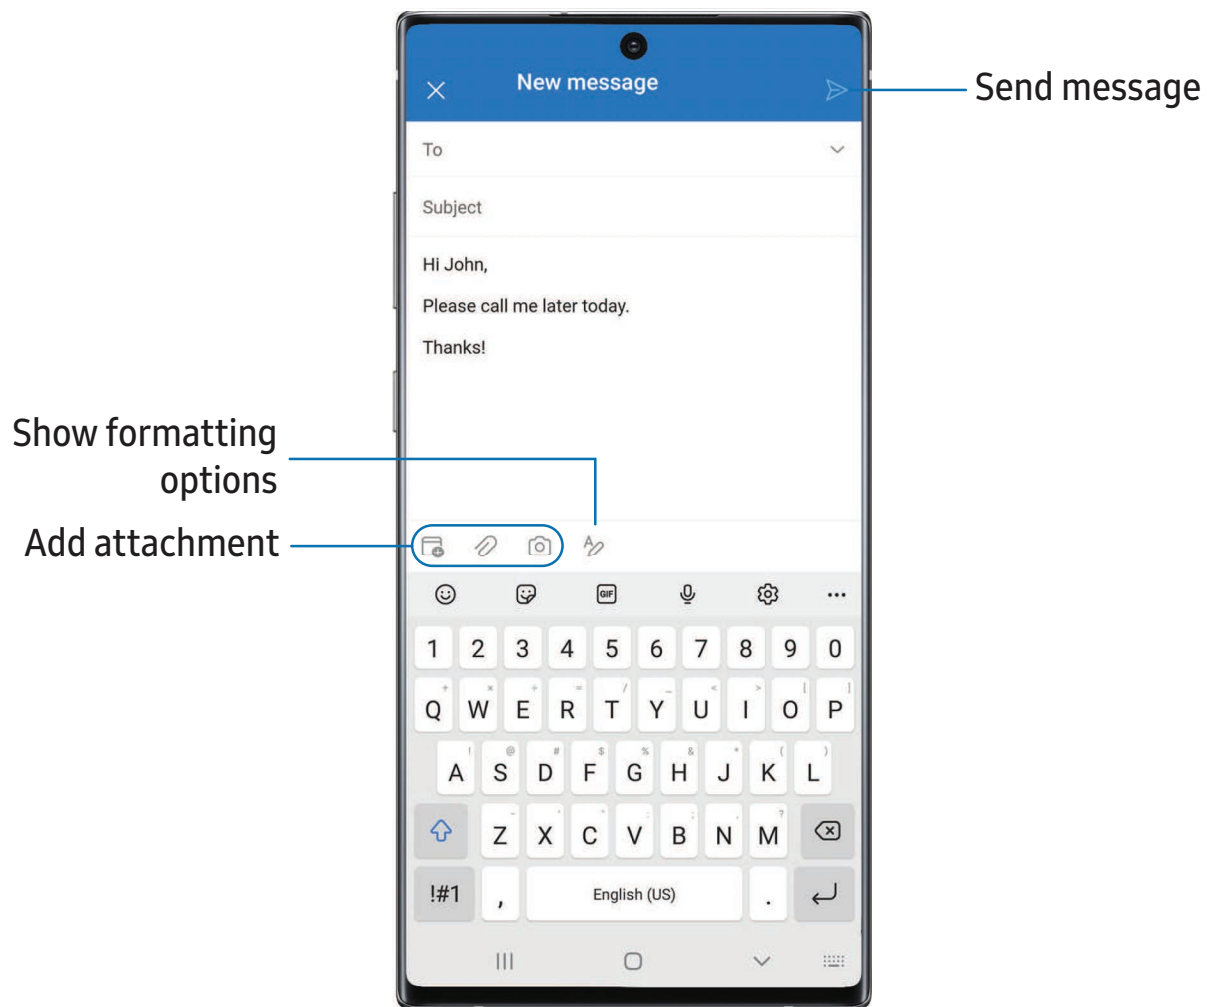 New message
Send message
To
Subject
Hi John,
Please call me later today.
Thanks!
Show formatting
options
Add attachment
GIF
1 2 3 4 5 6 7 8 9 0
+ × ÷ = / _ < > [ ]
Q W E R T Y U I O P
! @ # $ % & * ( )
A S D F G H J K L
- ' " : ; , ?
Z X C V B N M
!#1 , English (US) .